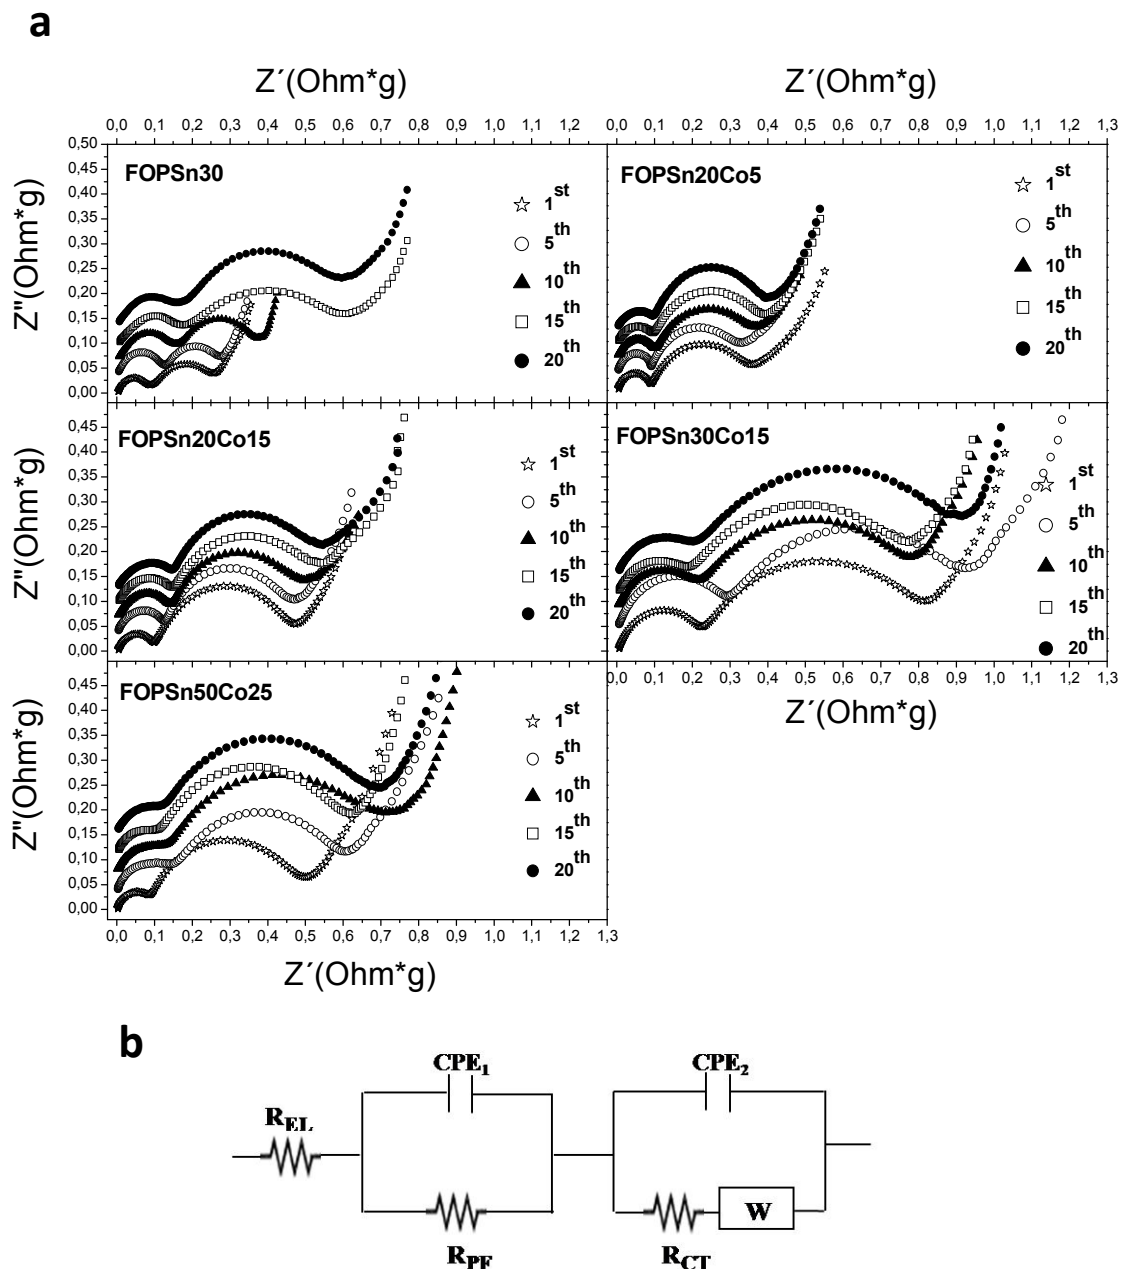 a
Z´(Ohm*g)
Z´(Ohm*g)
0,0 0,1 0,2 0,3 0,4 0,5 0,6 0,7 0,8 0,9 1,0 1,1 1,2
0,0 0,1 0,2 0,3 0,4 0,5 0,6 0,7 0,8 0,9 1,0 1,1 1,2 1,3
Z"(Ohm*g)
0,50
0,45
0,40
0,35
0,30
0,25
0,20
0,15
0,10
0,05
0,00
FOPSn30
1st
5th
10th
15th
20th
FOPSn20Co5
1st
5th
10th
15th
20th
Z"(Ohm*g)
0,45
0,40
0,35
0,30
0,25
0,20
0,15
0,10
0,05
0,00
FOPSn20Co15
1st
5th
10th
15th
20th
FOPSn30Co15
1st
5th
10th
15th
20th
0,0 0,1 0,2 0,3 0,4 0,5 0,6 0,7 0,8 0,9 1,0 1,1 1,2 1,3
Z´(Ohm*g)
Z"(Ohm*g)
0,45
0,40
0,35
0,30
0,25
0,20
0,15
0,10
0,05
0,00
FOPSn50Co25
1st
5th
10th
15th
20th
0,0 0,1 0,2 0,3 0,4 0,5 0,6 0,7 0,8 0,9 1,0 1,1 1,2 1,3
Z´(Ohm*g)
b
CPE1
CPE2
REL
RPF
RCT
W